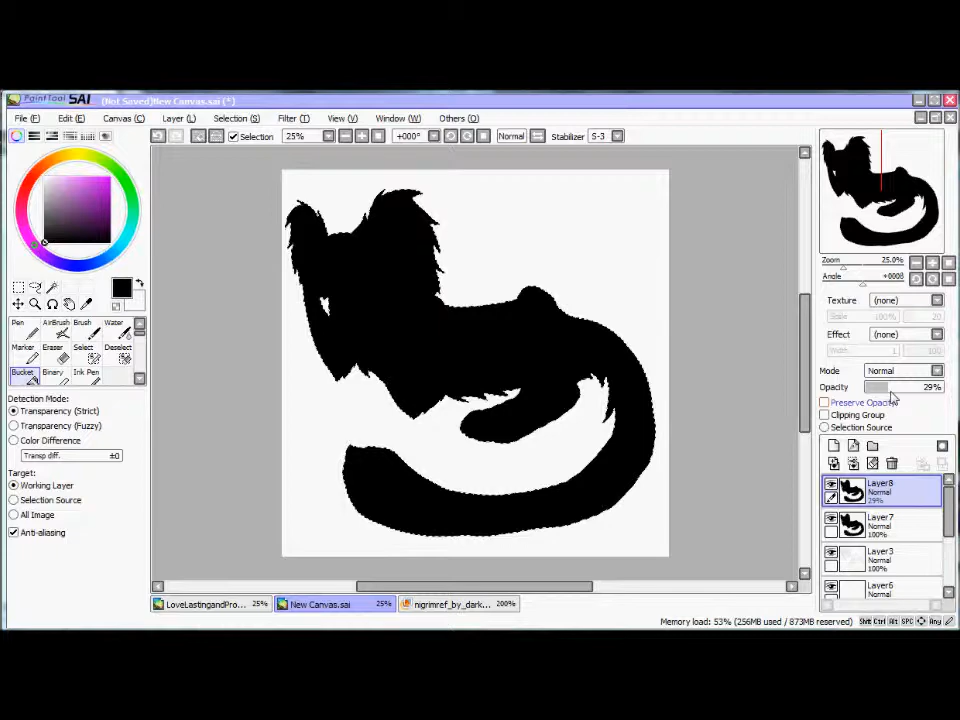 PaintTool SAI (Not Saved)New Canvas.sai (*)
File (F) Edit (E) Canvas (C) Layer (L) Selection (S) Filter (T) View (V) Window (W) Others (O)
Selection 25% +000° Normal Stabilizer S-3
Zoom 25.0%
Angle +000B
Texture (none)
Scale 100% 20
Effect (none)
Width 1 100
Mode Normal
Opacity 29%
Preserve Opacity
Clipping Group
Selection Source
Layer8
Normal
29%
Layer7
Normal
100%
Layer3
Normal
100%
Layer6
Normal
Pen AirBrush Brush Water
Marker Eraser Select Deselect
Bucket Binary Ink Pen
Detection Mode:
Transparency (Strict)
Transparency (Fuzzy)
Color Difference
Transp diff. ±0
Target:
Working Layer
Selection Source
All Image
Anti-aliasing
LoveLastingandPro... 25% New Canvas.sai 25% nigrimref_by_dark... 200%
Memory load: 53% (256MB used / 873MB reserved) Shft Ctrl Alt SPC Any